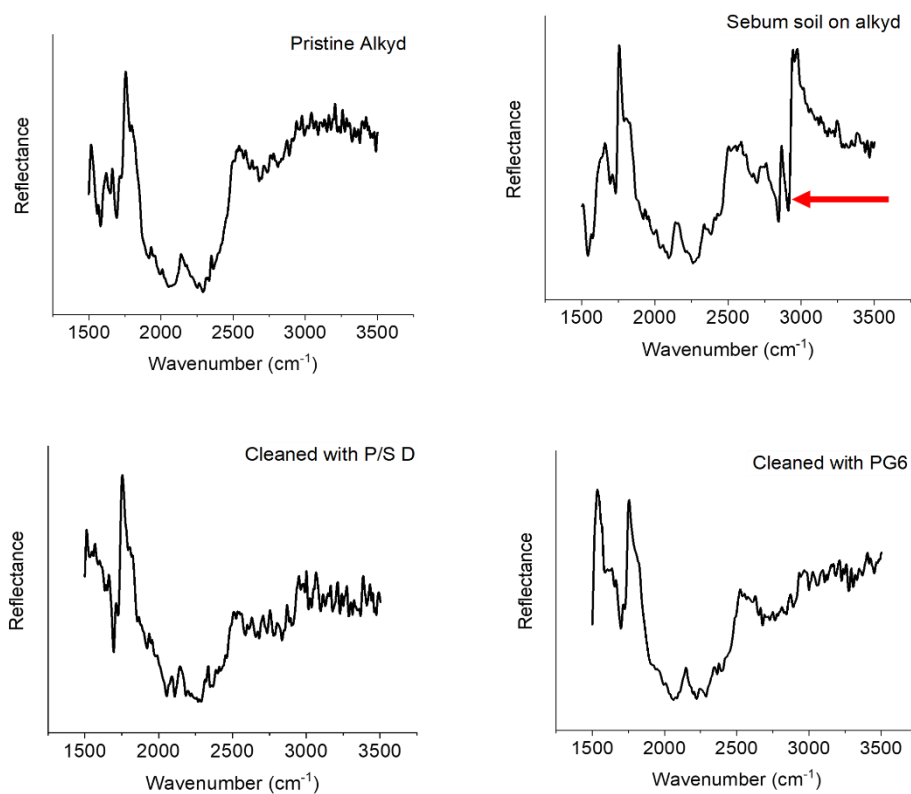 Pristine Alkyd
Reflectance
1500 2000 2500 3000 3500
Wavenumber (cm⁻¹)
Sebum soil on alkyd
Reflectance
1500 2000 2500 3000 3500
Wavenumber (cm⁻¹)
Cleaned with P/S D
Reflectance
1500 2000 2500 3000 3500
Wavenumber (cm⁻¹)
Cleaned with PG6
Reflectance
1500 2000 2500 3000 3500
Wavenumber (cm⁻¹)